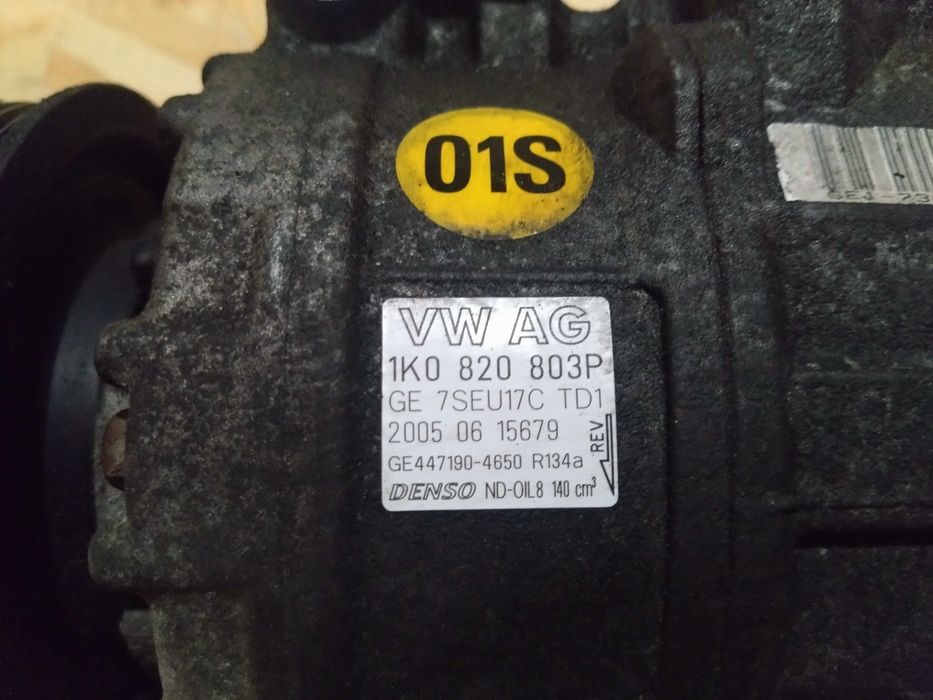 01S
VW AG
1K0 820 803P
GE 7SEU17C TD1
2005 06 15679
REV
GE447190-4650 R134a
DENSO ND-OIL8 140 cm³